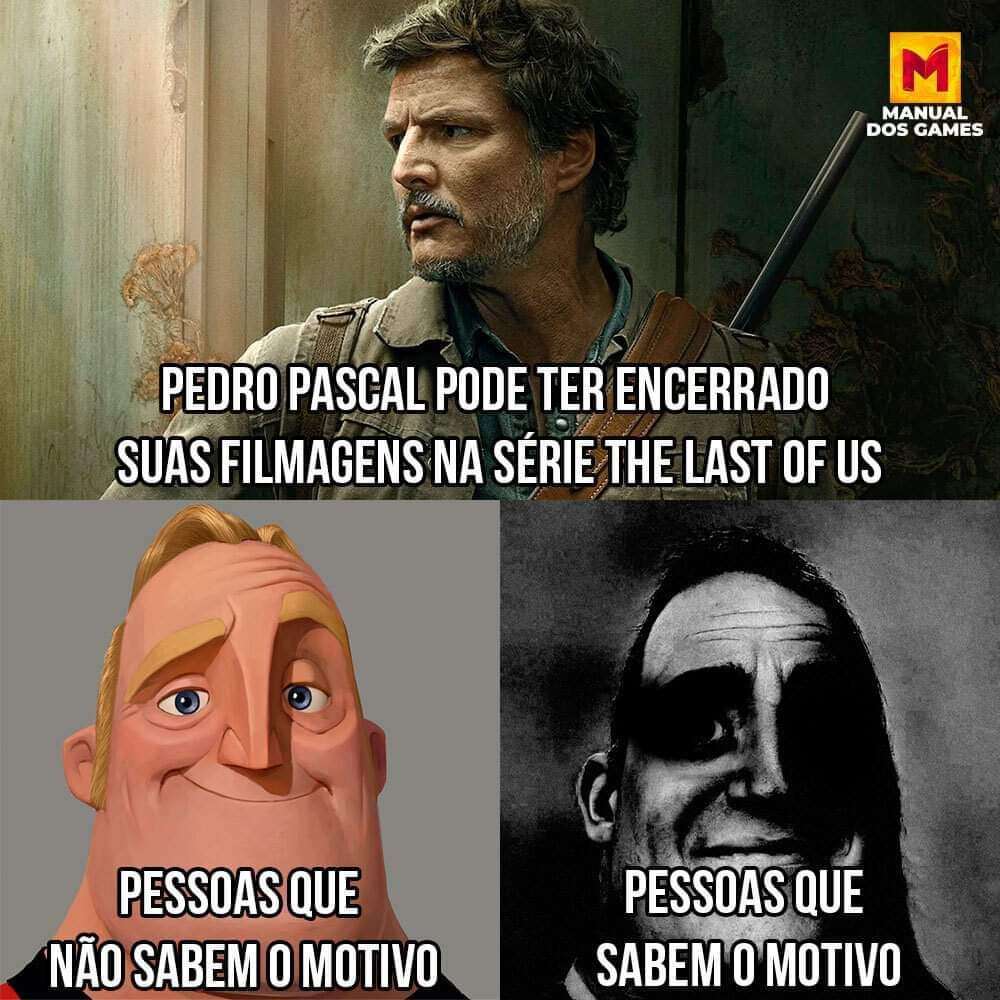 M
MANUAL
DOS GAMES
PEDRO PASCAL PODE TER ENCERRADO
SUAS FILMAGENS NA SÉRIE THE LAST OF US
PESSOAS QUE
NÃO SABEM O MOTIVO
PESSOAS QUE
SABEM O MOTIVO